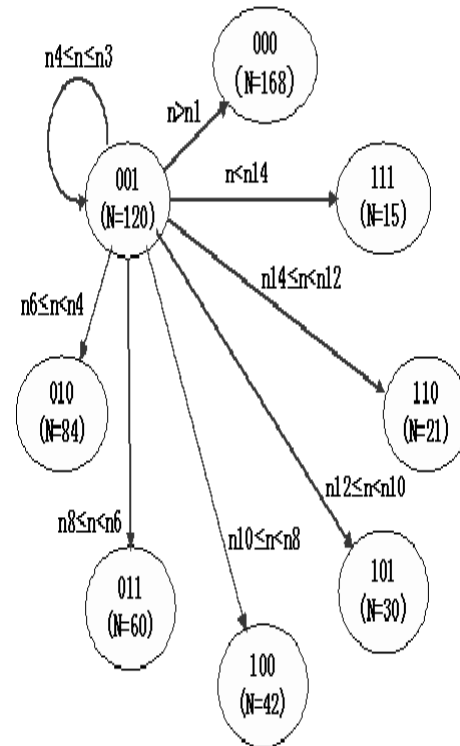 000
(N=168)
n4≤n≤n3
n>n1
001
(N=120)
n<n14
111
(N=15)
n14≤n<n12
n6≤n<n4
010
(N=84)
110
(N=21)
n12≤n<n10
n8≤n<n6
n10≤n<n8
011
(N=60)
101
(N=30)
100
(N=42)